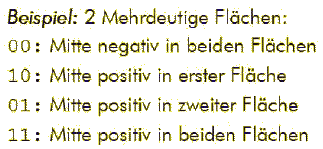 Beispiel: 2 Mehrdeutige Flächen:
00: Mitte negativ in beiden Flächen
10: Mitte positiv in erster Fläche
01: Mitte positiv in zweiter Fläche
11: Mitte positiv in beiden Flächen